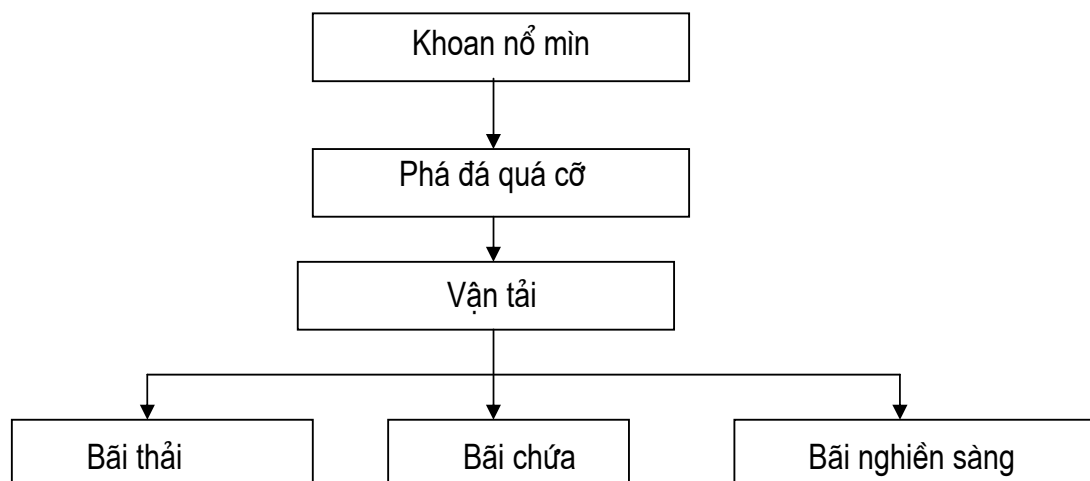 Khoan nổ mìn
Phá đá quá cỡ
Vận tải
Bãi thải
Bãi chứa
Bãi nghiền sàng